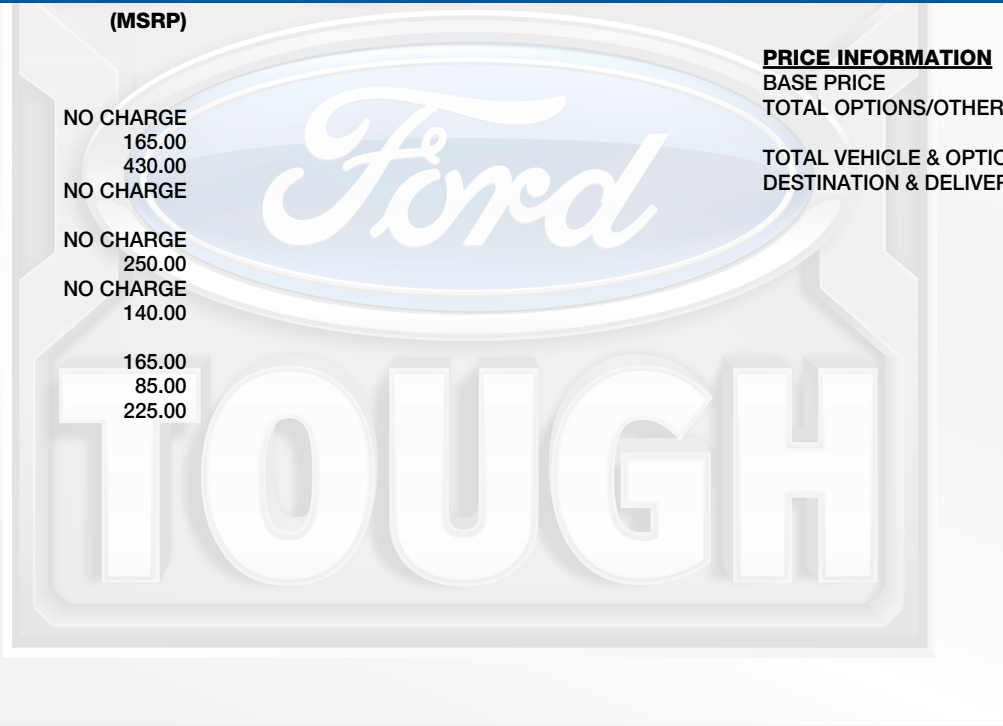 (MSRP)
NO CHARGE
165.00
430.00
NO CHARGE
NO CHARGE
250.00
NO CHARGE
140.00
165.00
85.00
225.00
PRICE INFORMATION
BASE PRICE
TOTAL OPTIONS/OTHER
TOTAL VEHICLE & OPTIO
DESTINATION & DELIVER
Ford
TOUGH